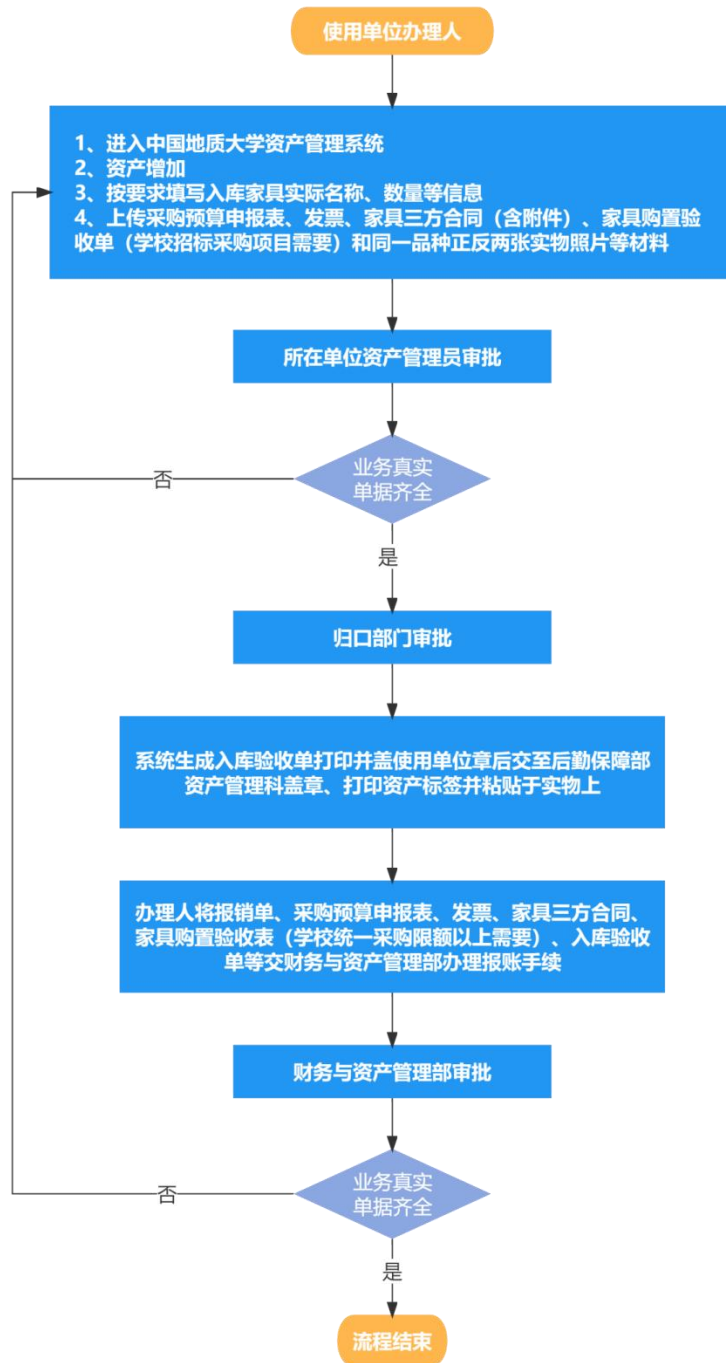 使用单位办理人
1、进入中国地质大学资产管理系统
2、资产增加
3、按要求填写入库家具实际名称、数量等信息
4、上传采购预算申报表、发票、家具三方合同（含附件）、家具购置验
收单（学校招标采购项目需要）和同一品种正反两张实物照片等材料
所在单位资产管理员审批
业务真实
单据齐全
否
是
归口部门审批
系统生成入库验收单打印并盖使用单位章后交至后勤保障部
资产管理科盖章、打印资产标签并粘贴于实物上
办理人将报销单、采购预算申报表、发票、家具三方合同、
家具购置验收表（学校统一采购限额以上需要）、入库验收
单等交财务与资产管理部办理报账手续
财务与资产管理部审批
业务真实
单据齐全
否
是
流程结束